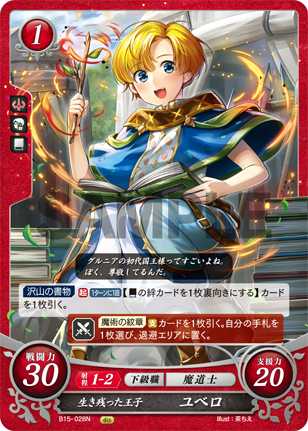 1
SAMPLE
グルニアの初代国王様ってすごいよね。
ぼく、尊敬してるんだ。
沢山の書物 起 1ターンに1回 【の絆カードを1枚裏向きにする】カード
を1枚引く。
魔術の紋章 支 カードを1枚引く。自分の手札を
1枚選び、退避エリアに置く。
戦闘力
30
射程 1-2 下級職 魔道士
支援力
20
生き残った王子 ユベロ
B15-028N 4th Illust：茶ちえ